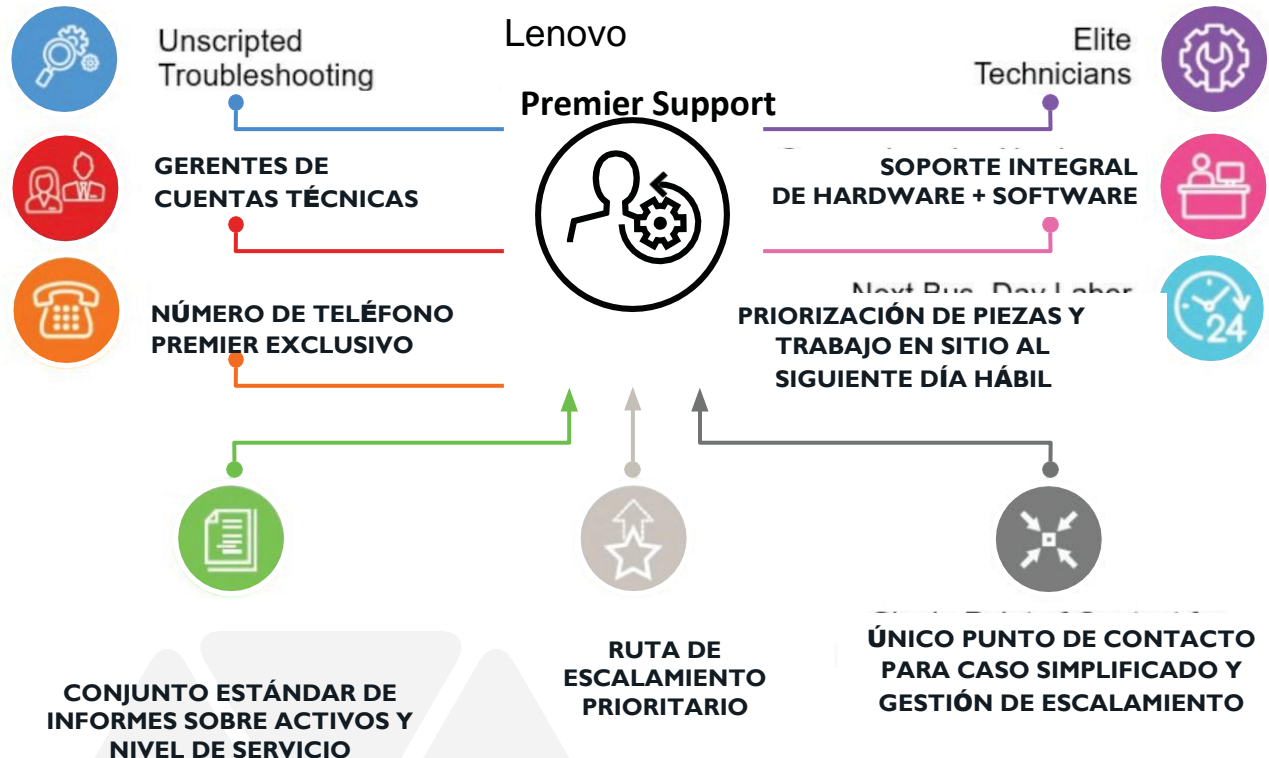 Lenovo
Premier Support
Unscripted
Troubleshooting
GERENTES DE
CUENTAS TÉCNICAS
NÚMERO DE TELÉFONO
PREMIER EXCLUSIVO
Elite
Technicians
SOPORTE INTEGRAL
DE HARDWARE + SOFTWARE
PRIORIZACIÓN DE PIEZAS Y
TRABAJO EN SITIO AL
SIGUIENTE DÍA HÁBIL
24
CONJUNTO ESTÁNDAR DE
INFORMES SOBRE ACTIVOS Y
NIVEL DE SERVICIO
RUTA DE
ESCALAMIENTO
PRIORITARIO
ÚNICO PUNTO DE CONTACTO
PARA CASO SIMPLIFICADO Y
GESTIÓN DE ESCALAMIENTO